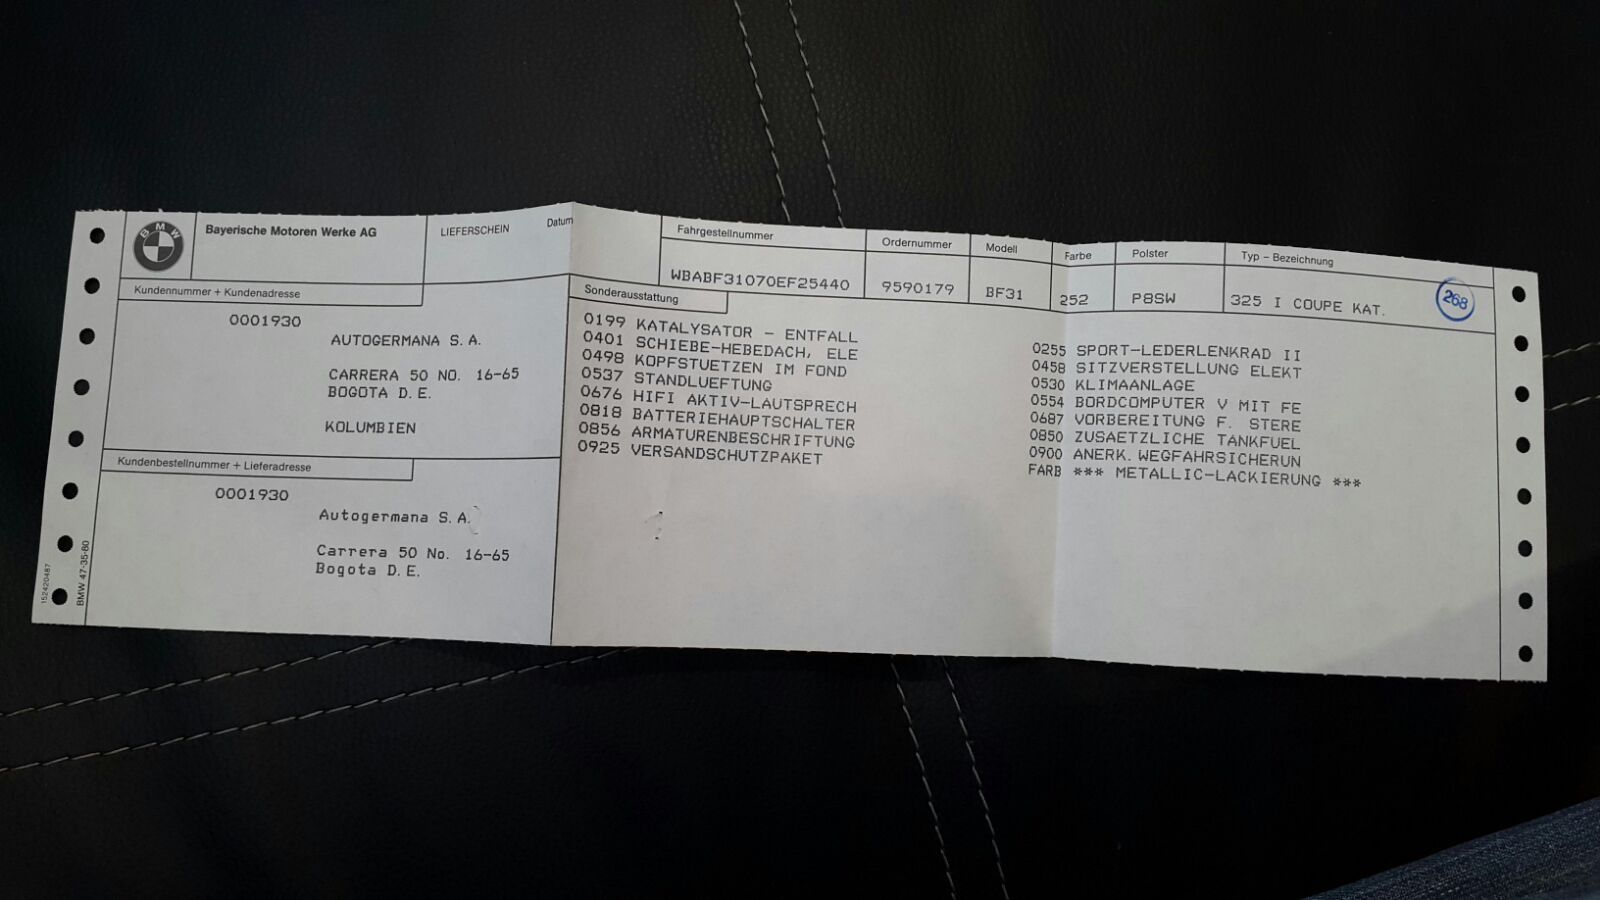 BMW
Bayerische Motoren Werke AG
LIEFERSCHEIN
Datum
Fahrgestellnummer
WBABF31070EF25440
Ordernummer
9590179
Modell
BF31
Farbe
252
Polster
P8SW
Typ – Bezeichnung
325 I COUPE KAT.
268
Kundennummer + Kundenadresse
0001930
AUTOGERMANA S.A.
CARRERA 50 NO. 16-65
BOGOTA D.E.
KOLUMBIEN
Kundenbestellnummer + Lieferadresse
0001930
Autogermana S.A.
Carrera 50 No. 16-65
Bogota D.E.
Sonderausstattung
0199 KATALYSATOR - ENTFALL
0401 SCHIEBE-HEBEDACH, ELE
0498 KOPFSTUETZEN IM FOND
0537 STANDLUEFTUNG
0676 HIFI AKTIV-LAUTSPRECH
0818 BATTERIEHAUPTSCHALTER
0856 ARMATURENBESCHRIFTUNG
0925 VERSANDSCHUTZPAKET
0255 SPORT-LEDERLENKRAD II
0458 SITZVERSTELLUNG ELEKT
0530 KLIMAANLAGE
0554 BORDCOMPUTER V MIT FE
0687 VORBEREITUNG F. STERE
0850 ZUSAETZLICHE TANKFUEL
0900 ANERK. WEGFAHRSICHERUN
FARB *** METALLIC-LACKIERUNG ***
152420487
BMW 47-35-80